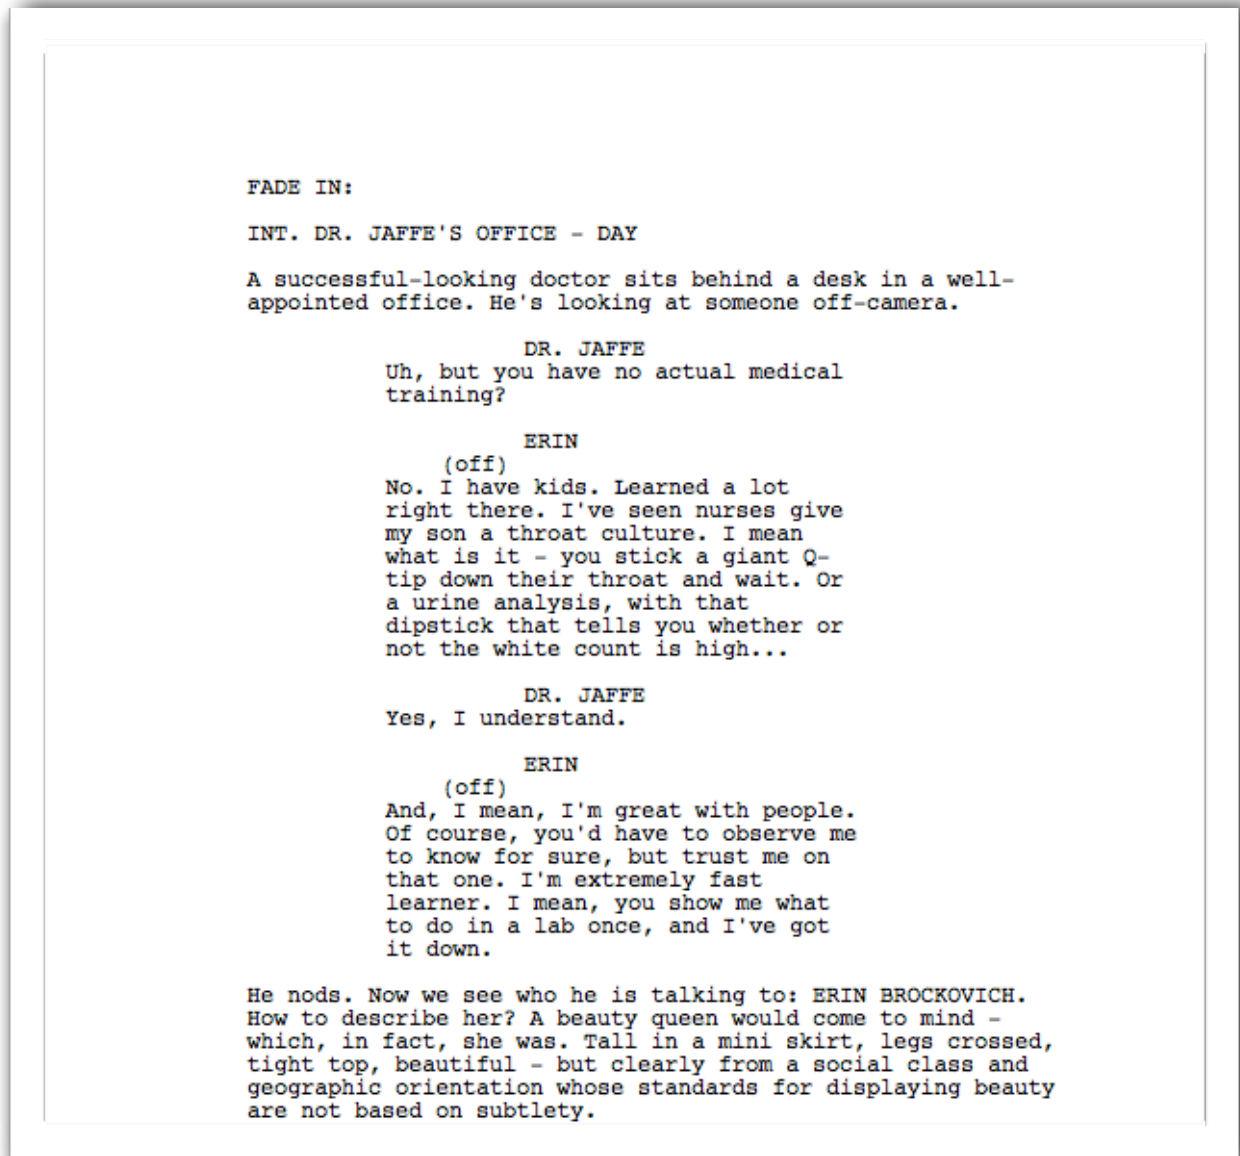 FADE IN:
INT. DR. JAFFE'S OFFICE - DAY
A successful-looking doctor sits behind a desk in a well-
appointed office. He's looking at someone off-camera.
DR. JAFFE
Uh, but you have no actual medical
training?
ERIN
(off)
No. I have kids. Learned a lot
right there. I've seen nurses give
my son a throat culture. I mean
what is it - you stick a giant Q-
tip down their throat and wait. Or
a urine analysis, with that
dipstick that tells you whether or
not the white count is high...
DR. JAFFE
Yes, I understand.
ERIN
(off)
And, I mean, I'm great with people.
Of course, you'd have to observe me
to know for sure, but trust me on
that one. I'm extremely fast
learner. I mean, you show me what
to do in a lab once, and I've got
it down.
He nods. Now we see who he is talking to: ERIN BROCKOVICH.
How to describe her? A beauty queen would come to mind -
which, in fact, she was. Tall in a mini skirt, legs crossed,
tight top, beautiful - but clearly from a social class and
geographic orientation whose standards for displaying beauty
are not based on subtlety.